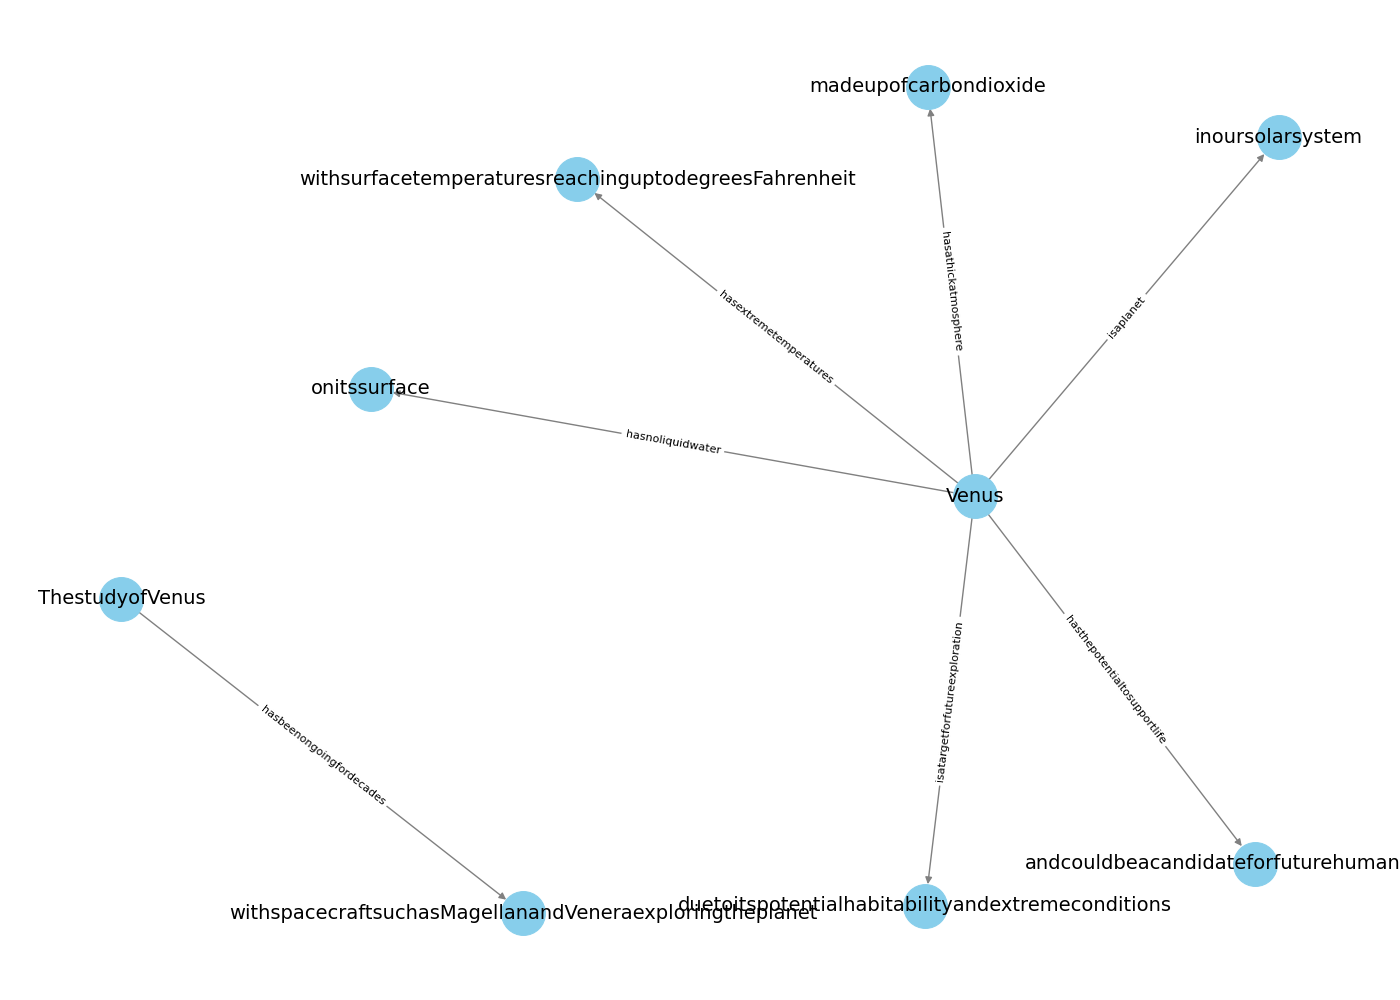 madeupofcarbondioxide
inoursolarsystem
withsurfacetemperaturesreachinguptodegreesFahrenheit
hasathickatmosphere
isaplanet
hasextremetemperatures
onitssurface
hasnoliquidwater
Venus
ThestudyofVenus
hasthepotentialtosupportlife
isatargetforfutureexploration
hasbeenongoingfordecades
andcouldbeacandidateforfuturehuman
duetoitspotentialhabitabilityandextremeconditions
withspacecraftsuchasMagellanandVeneraexploringtheplanet